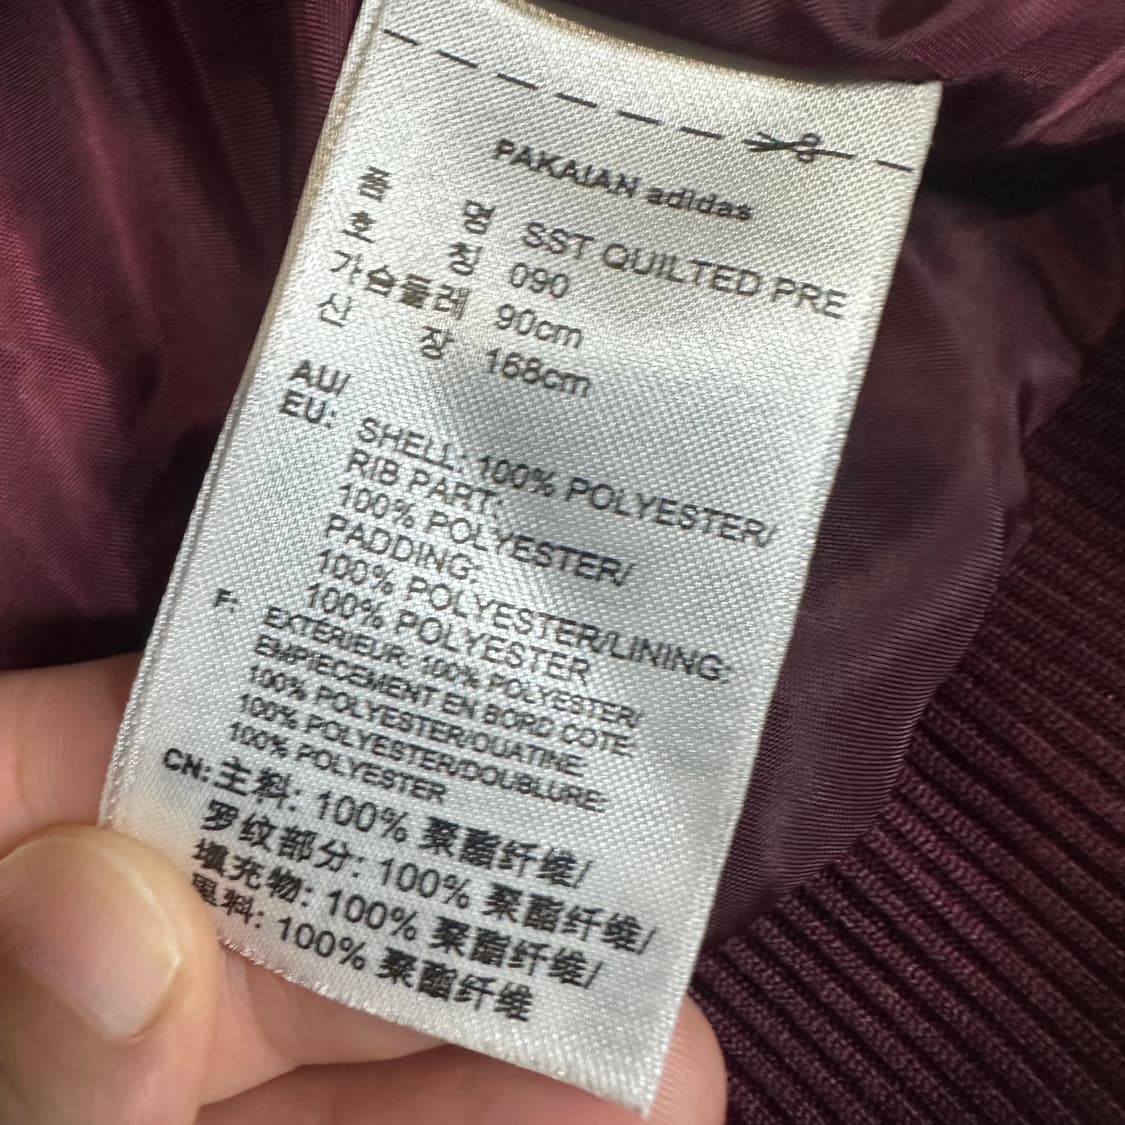 PAKAIAN adidas
품 명 SST QUILTED PRE
호 칭 090
가슴둘레 90cm
신 장 168cm
AU/
EU: SHELL: 100% POLYESTER/
RIB PART:
100% POLYESTER/
PADDING:
100% POLYESTER/LINING:
100% POLYESTER
F: EXTERIEUR: 100% POLYESTER/
EMPIECEMENT EN BORD COTE:
100% POLYESTER/OUATINE:
100% POLYESTER/DOUBLURE:
100% POLYESTER
CN: 主料: 100% 聚酯纤维/
罗纹部分: 100% 聚酯纤维/
填充物: 100% 聚酯纤维/
里料: 100% 聚酯纤维